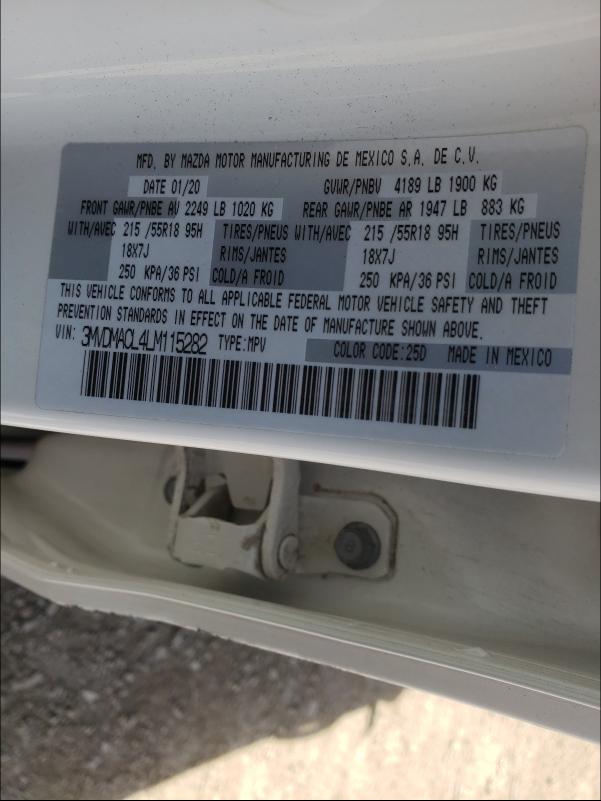 MFD. BY MAZDA MOTOR MANUFACTURING DE MEXICO S.A. DE C.V.
DATE 01/20 GVWR/PNBV 4189 LB 1900 KG
FRONT GAWR/PNBE AV 2249 LB 1020 KG REAR GAWR/PNBE AR 1947 LB 883 KG
WITH/AVEC 215 /55R18 95H TIRES/PNEUS WITH/AVEC 215 /55R18 95H TIRES/PNEUS
18X7J RIMS/JANTES 18X7J RIMS/JANTES
250 KPA/36 PSI COLD/A FROID 250 KPA/36 PSI COLD/A FROID
THIS VEHICLE CONFORMS TO ALL APPLICABLE FEDERAL MOTOR VEHICLE SAFETY AND THEFT
PREVENTION STANDARDS IN EFFECT ON THE DATE OF MANUFACTURE SHOWN ABOVE.
VIN: 3MVDMACL4LM115282 TYPE:MPV COLOR CODE:25D MADE IN MEXICO